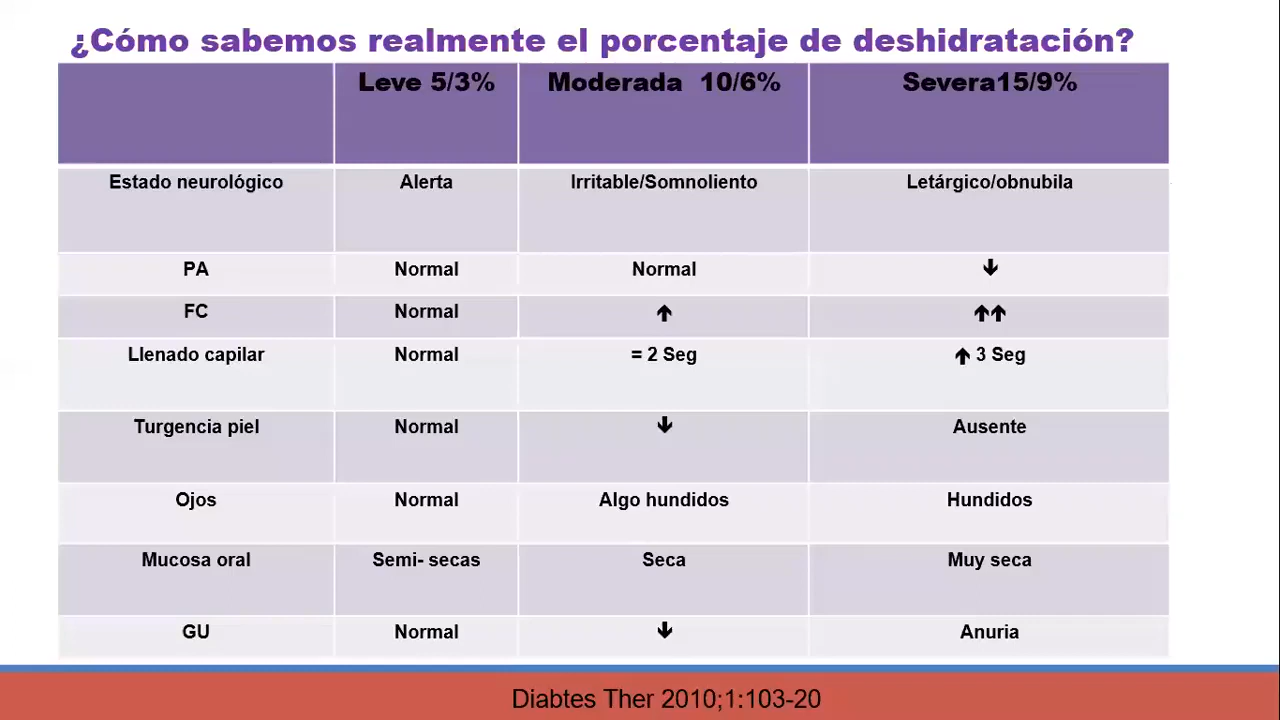 ¿Cómo sabemos realmente el porcentaje de deshidratación?
Leve 5/3% Moderada 10/6% Severa15/9%
Estado neurológico Alerta Irritable/Somnoliento Letárgico/obnubila
PA Normal Normal ↓
FC Normal ↑ ↑↑
Llenado capilar Normal = 2 Seg ↑ 3 Seg
Turgencia piel Normal ↓ Ausente
Ojos Normal Algo hundidos Hundidos
Mucosa oral Semi- secas Seca Muy seca
GU Normal ↓ Anuria
Diabtes Ther 2010;1:103-20